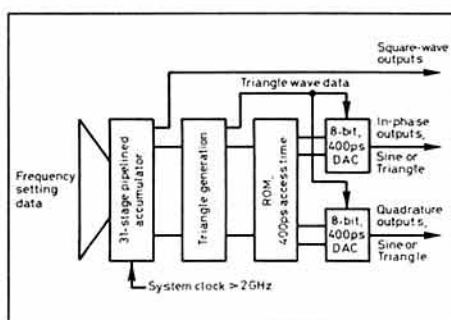 Square-wave
outputs
Triangle wave data
In-phase
outputs,
Sine or
Triangle
8-bit,
400ps
DAC
Frequency
setting
data
31-stage pipelined
accumulator
Triangle generation
ROM,
400ps access time
8-bit,
400ps
DAC
Quadrature
outputs,
Sine or
Triangle
System clock > 2GHz